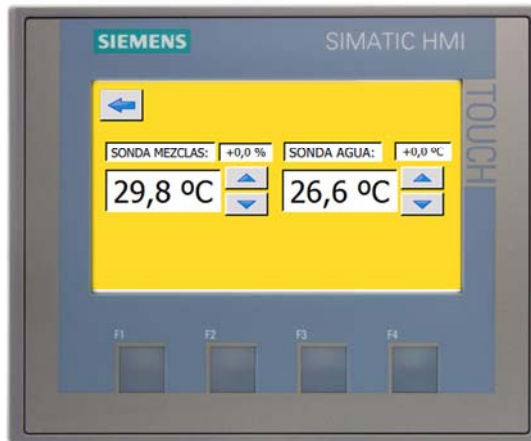 SIEMENS
SIMATIC HMI
TOUCH
SONDA MEZCLAS: +0,0 % SONDA AGUA: +0,0 ºC
29,8 ºC 26,6 ºC
F1 F2 F3 F4